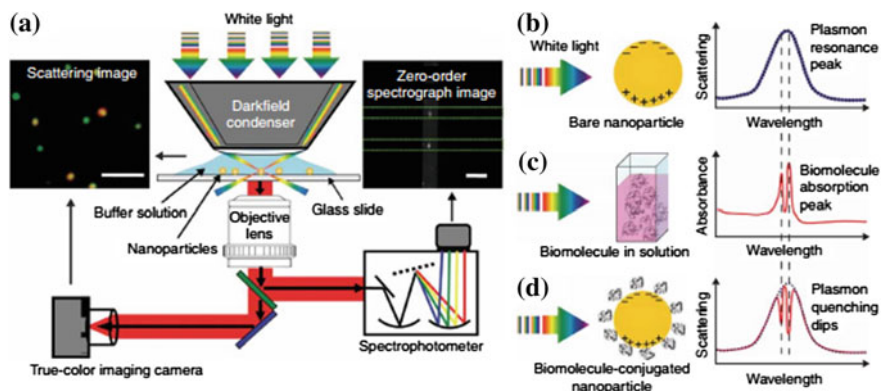 (a)
White light
Scattering image
Darkfield
condenser
Zero-order
spectrograph image
Buffer solution
Nanoparticles
Objective
lens
Glass slide
True-color imaging camera
Spectrophotometer
(b)
White light
Bare nanoparticle
Scattering
Plasmon
resonance
peak
Wavelength
(c)
Biomolecule in solution
Absorbance
Biomolecule
absorption
peak
Wavelength
(d)
Biomolecule-conjugated
nanoparticle
Scattering
Plasmon
quenching
dips
Wavelength